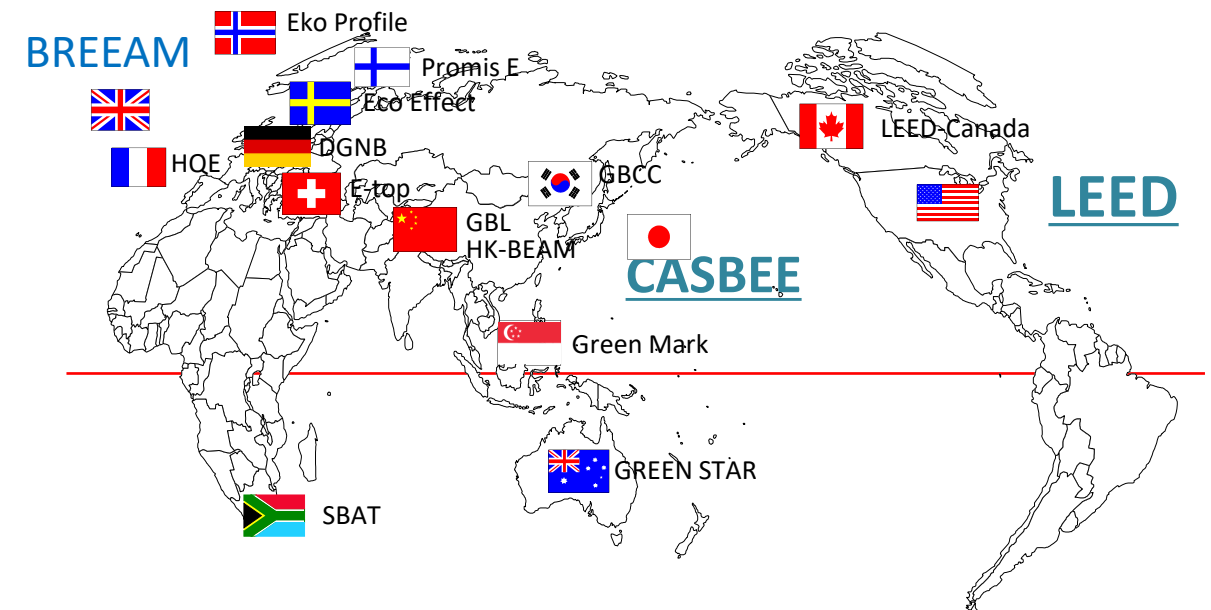 Eko Profile
BREEAM
Promis E
Eco Effect
LEED-Canada
DGNB
HQE
GBCC
E-top
LEED
GBL
HK-BEAM
CASBEE
Green Mark
GREEN STAR
SBAT